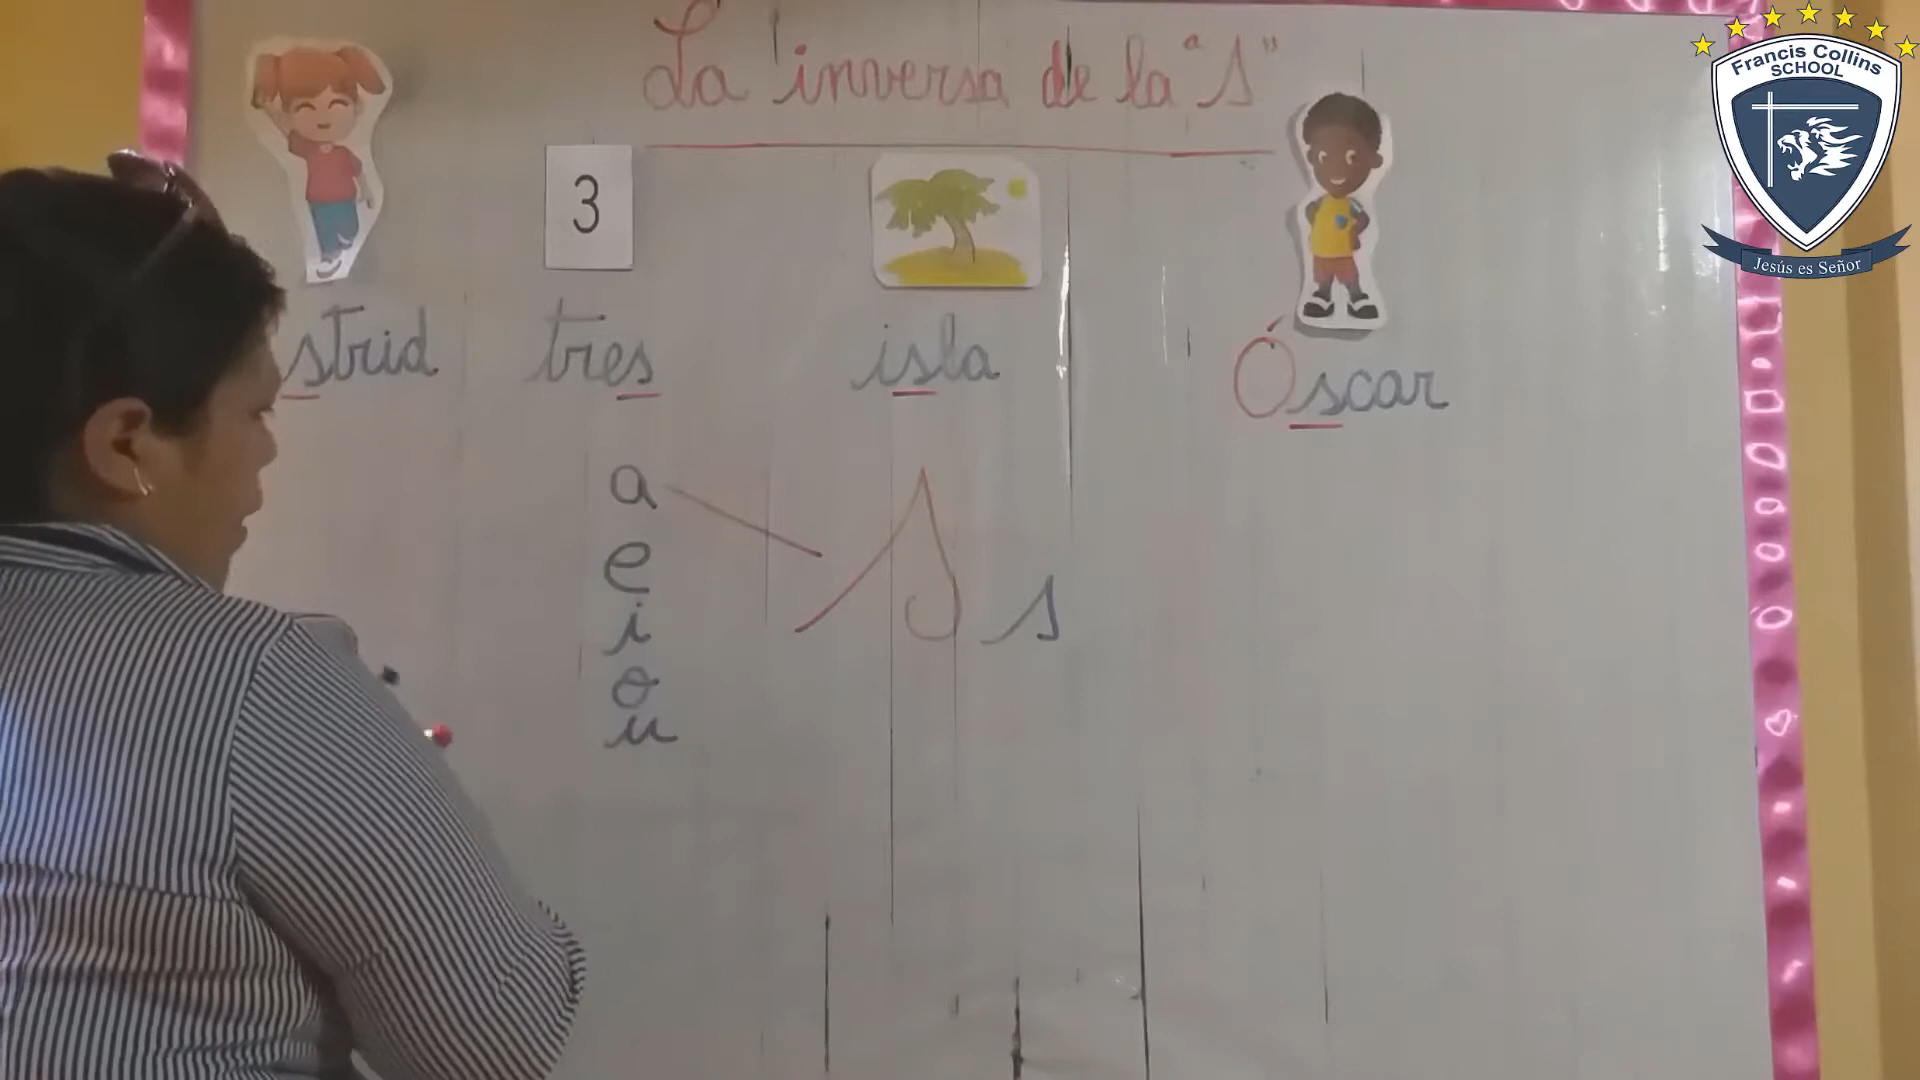 La inversa de la "S"
3
strid tres isla Óscar
a
e
i
o
u
S s
Francis Collins
SCHOOL
Jesús es Señor